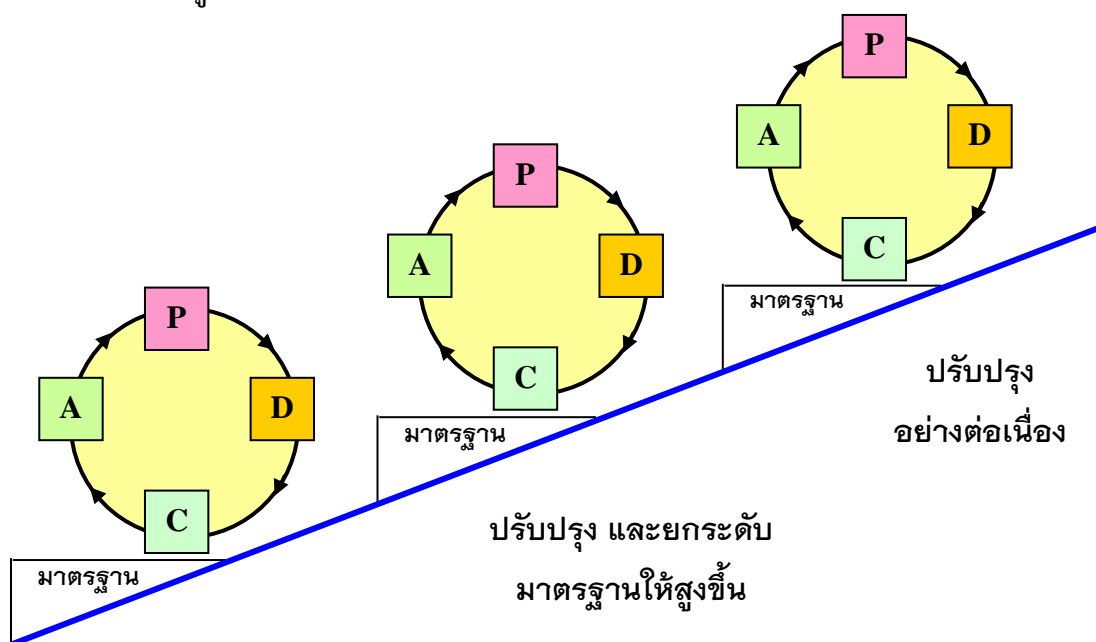 P
A
D
C
มาตรฐาน
P
A
D
C
มาตรฐาน
P
A
D
C
มาตรฐาน
ปรับปรุง
อย่างต่อเนื่อง
ปรับปรุง และยกระดับ
มาตรฐานให้สูงขึ้น